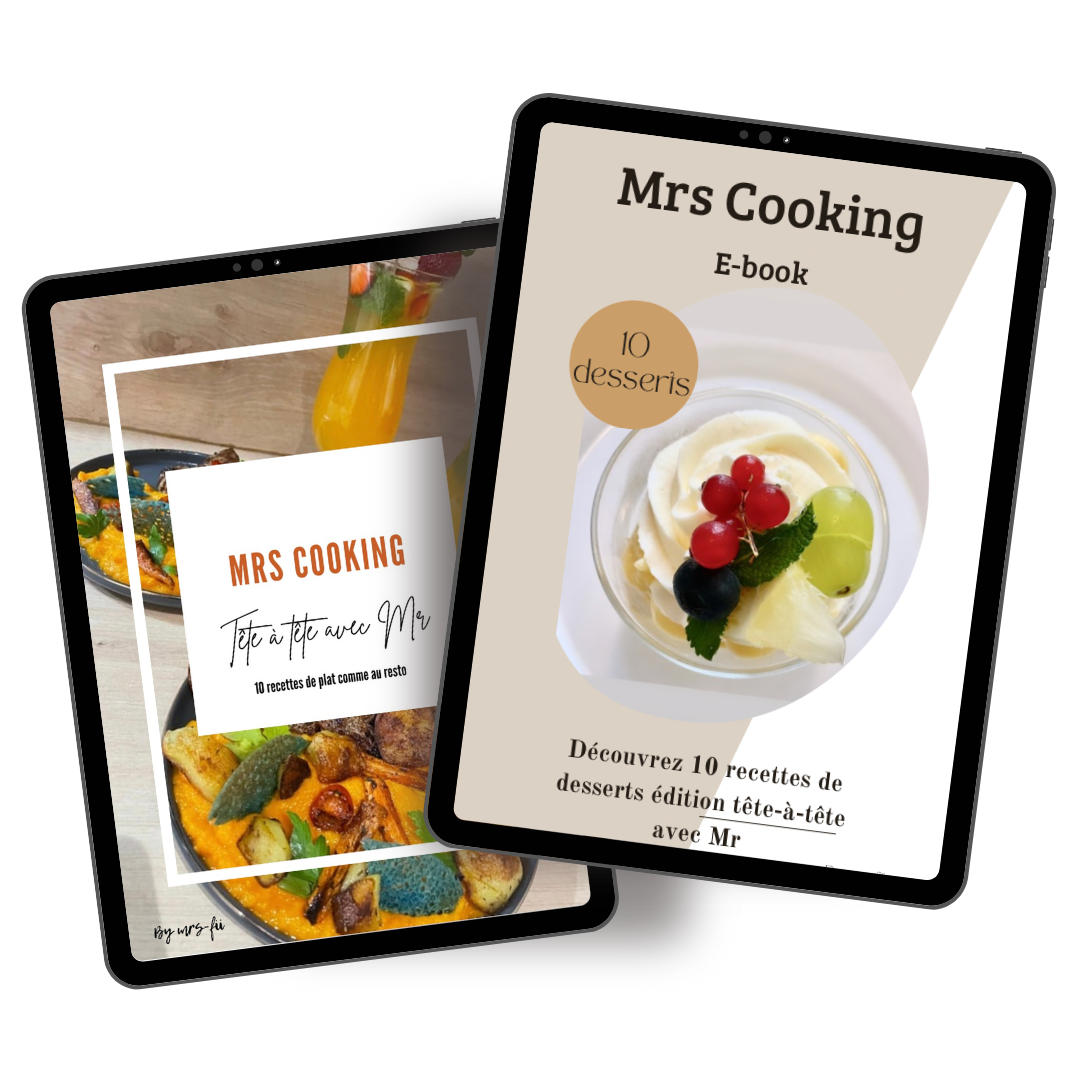 MRS COOKING
Tête à tête avec Mr
10 recettes de plat comme au resto
By mrs-fii
Mrs Cooking
E-book
10
desserts
Découvrez 10 recettes de
desserts édition tête-à-tête
avec Mr